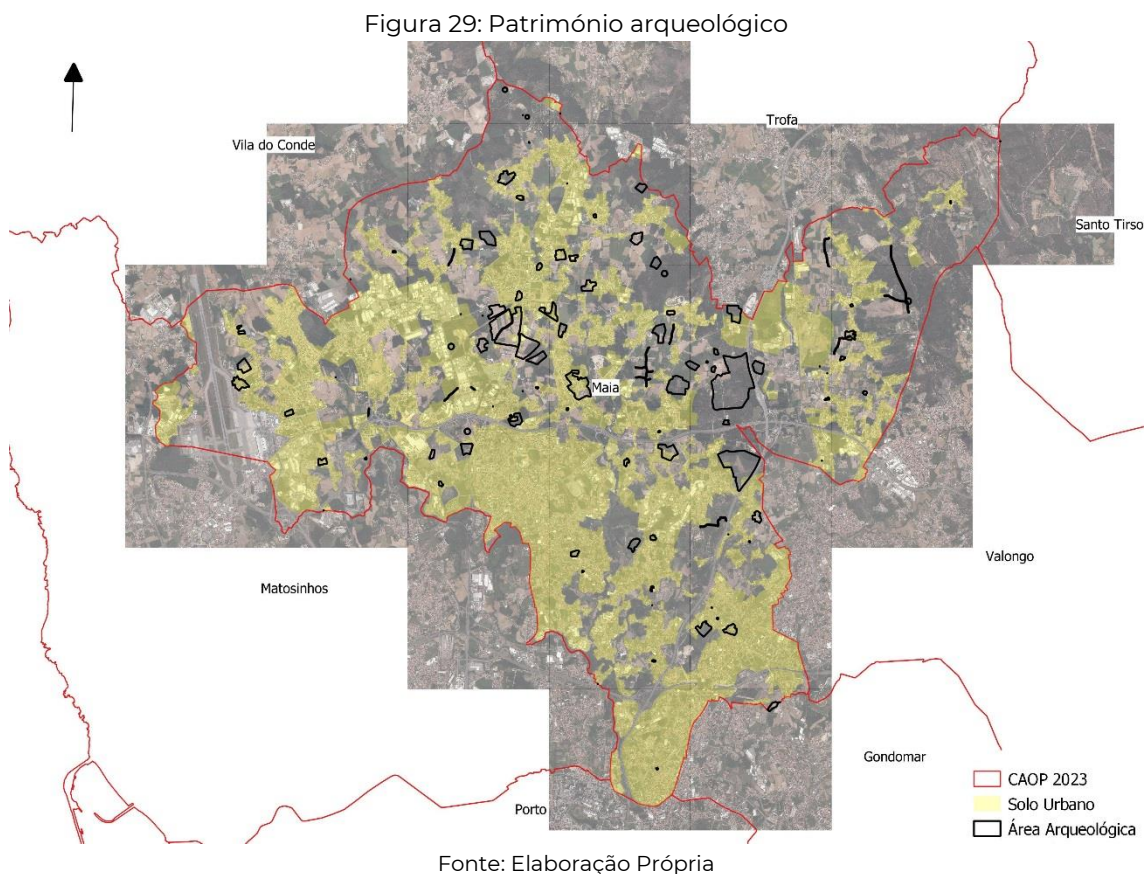 Figura 29: Património arqueológico
Trofa
Vila do Conde
Santo Tirso
Maia
Valongo
Matosinhos
Gondomar
Porto
CAOP 2023
Solo Urbano
Área Arqueológica
Fonte: Elaboração Própria